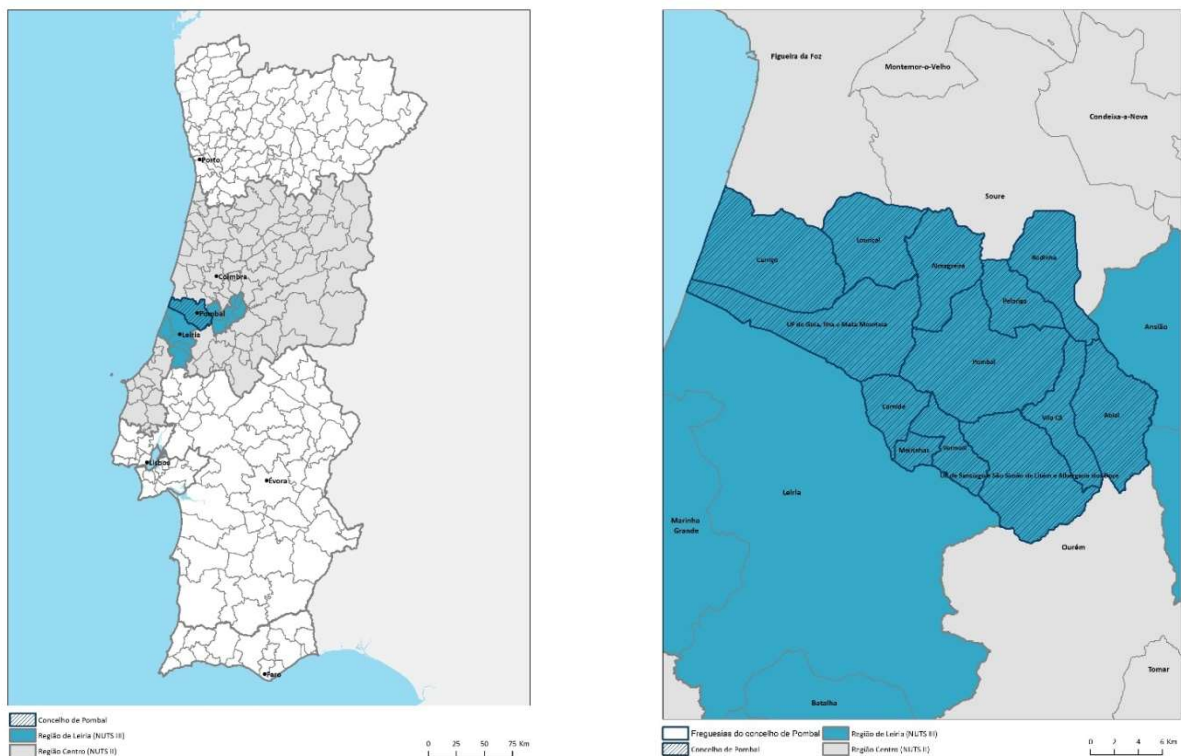 Porto
Coimbra
Pombal
Leiria
Lisboa
Évora
Faro
Concelho de Pombal
Região de Leiria (NUTS III)
Região Centro (NUTS II)
0 25 50 75 Km
Figueira da Foz
Montemor-o-Velho
Condeixa-a-Nova
Soure
Louriçal
Redinha
Carriço
Almagreira
Pelariga
Ansião
UF de Guia, Ilha e Mata Mourisca
Pombal
Carnide
Vila Cã
Abiul
Meirinhas
Vermoil
UF de Santiago e São Simão de Litém e Albergaria dos Doze
Leiria
Marinha
Grande
Ourém
Tomar
Batalha
Freguesias do concelho de Pombal
Região de Leiria (NUTS III)
Concelho de Pombal
Região Centro (NUTS II)
0 2 4 6 Km